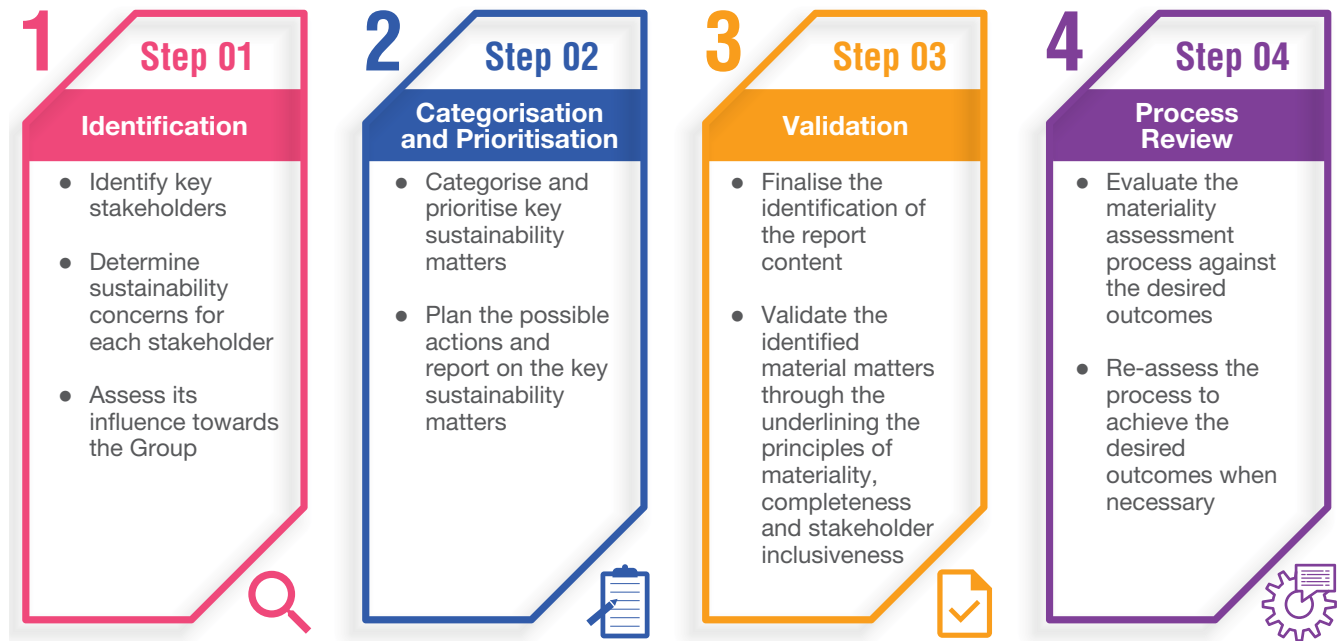 1
Step 01
Identification
● Identify key
stakeholders
● Determine
sustainability
concerns for
each stakeholder
● Assess its
influence towards
the Group
2
Step 02
Categorisation
and Prioritisation
● Categorise and
prioritise key
sustainability
matters
● Plan the possible
actions and
report on the key
sustainability
matters
3
Step 03
Validation
● Finalise the
identification of
the report
content
● Validate the
identified
material matters
through the
underlining the
principles of
materiality,
completeness
and stakeholder
inclusiveness
4
Step 04
Process
Review
● Evaluate the
materiality
assessment
process against
the desired
outcomes
● Re-assess the
process to
achieve the
desired
outcomes when
necessary